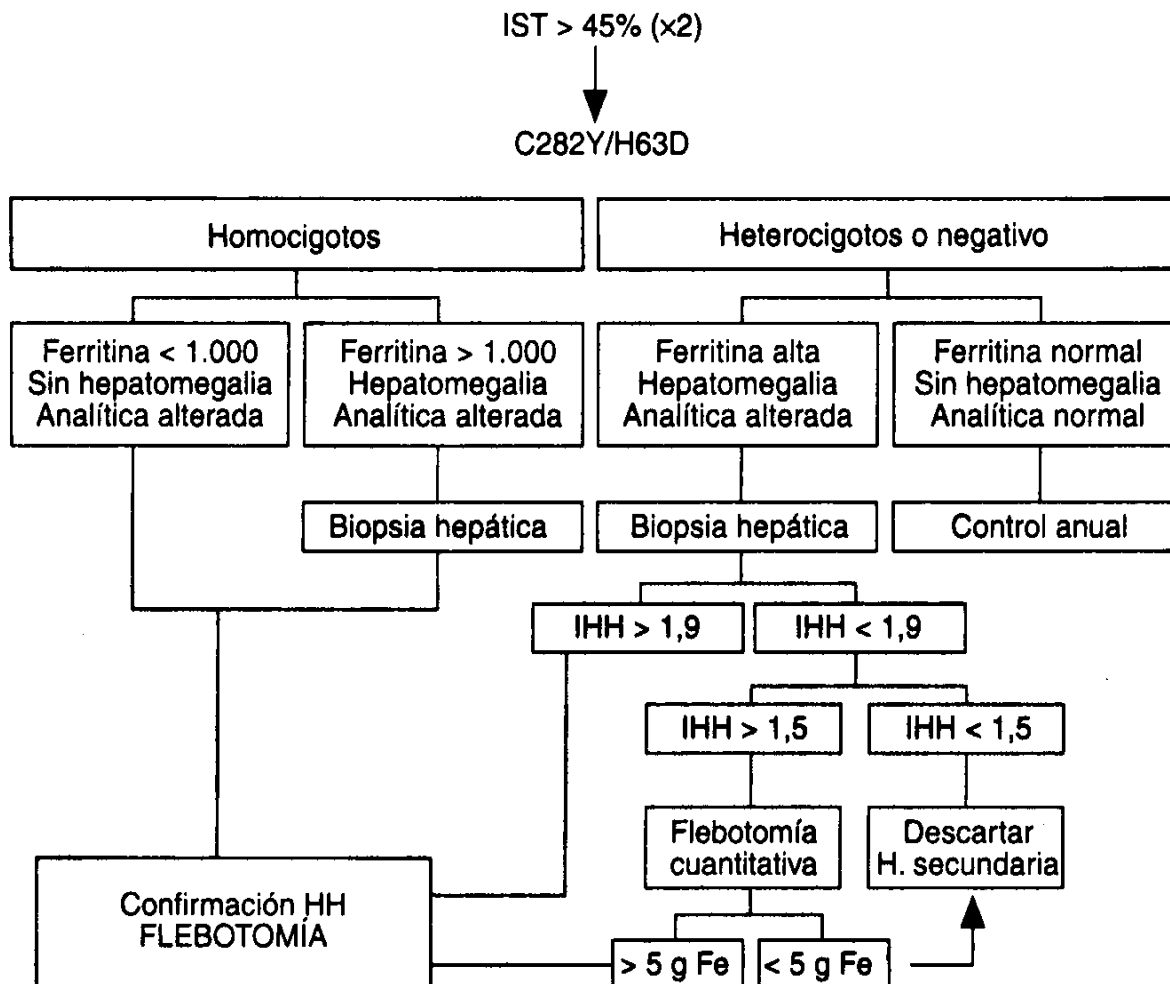 IST > 45% (x2)
C282Y/H63D
Homocigotos
Heterocigotos o negativo
Ferritina < 1.000
Sin hepatomegalia
Analítica alterada
Ferritina > 1.000
Hepatomegalia
Analítica alterada
Ferritina alta
Hepatomegalia
Analítica alterada
Ferritina normal
Sin hepatomegalia
Analítica normal
Biopsia hepática
Biopsia hepática
Control anual
IHH > 1,9
IHH < 1,9
IHH > 1,5
IHH < 1,5
Flebotomía
cuantitativa
Descartar
H. secundaria
Confirmación HH
FLEBOTOMÍA
> 5 g Fe
< 5 g Fe